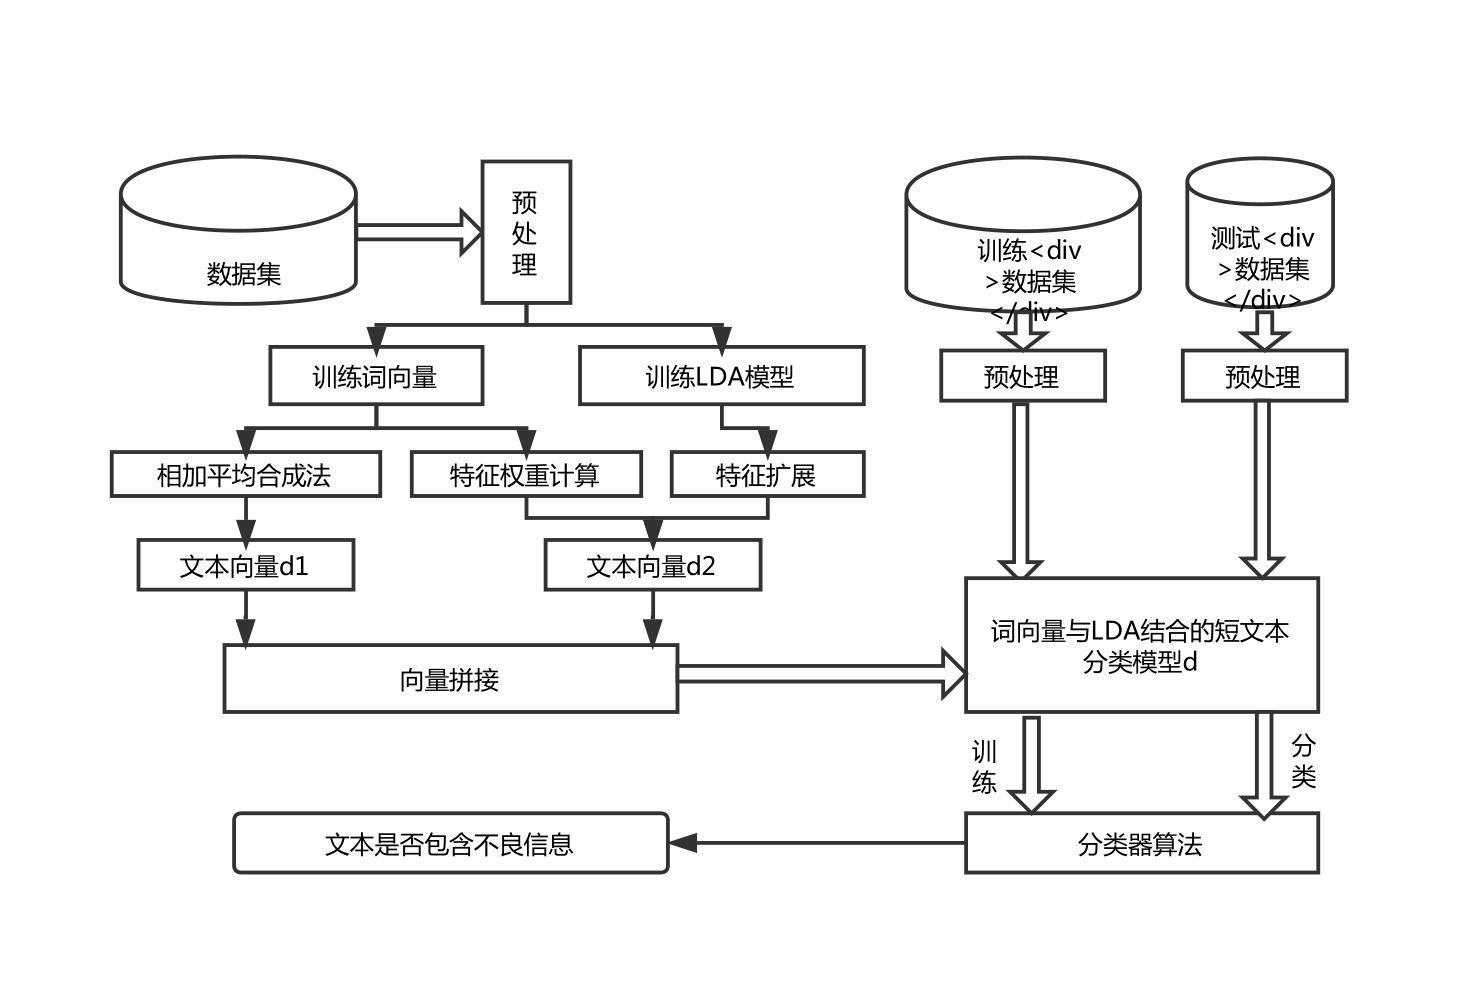 数据集
预
处
理
训练<div
>数据集
</div>
测试<div
>数据集
</div>
训练词向量
训练LDA模型
预处理
预处理
相加平均合成法
特征权重计算
特征扩展
文本向量d1
文本向量d2
词向量与LDA结合的短文本
分类模型d
向量拼接
训
练
分
类
文本是否包含不良信息
分类器算法